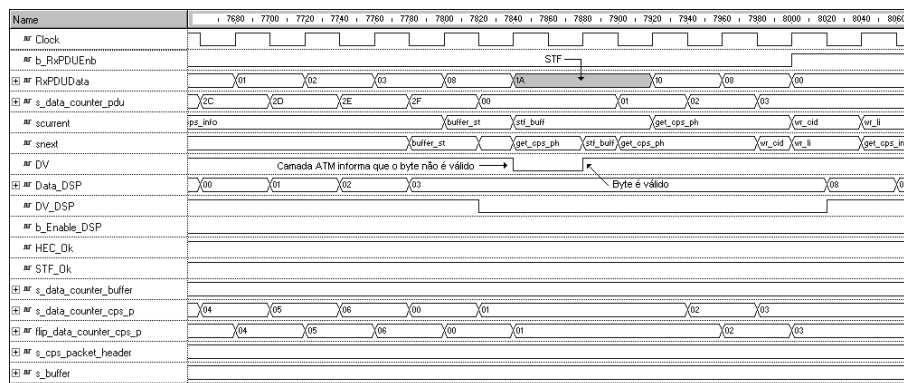 Name 7680 7700 7720 7740 7760 7780 7800 7820 7840 7860 7880 7900 7920 7940 7960 7980 8000 8020 8040 8060
Clock
b_RxPDUEnb STF
RxPDUData 01 02 03 08 1A 10 08 00
s_data_counter_pdu 2C 2D 2E 2F 00 01 02 03
scurrent ps_info buffer_st stf_buff get_cps_ph wr_cid wr_li
snext buffer_st get_cps_ph stf_buff get_cps_ph wr_cid wr_li get_cps_in
DV Camada ATM informa que o byte não é válido
Data_DSP 00 01 02 03 Byte é válido 08
DV_DSP
b_Enable_DSP
HEC_Ok
STF_Ok
s_data_counter_buffer
s_data_counter_cps_p 04 05 06 00 01 02 03
flip_data_counter_cps_p 04 05 06 00 01 02 03
s_cps_packet_header
s_buffer